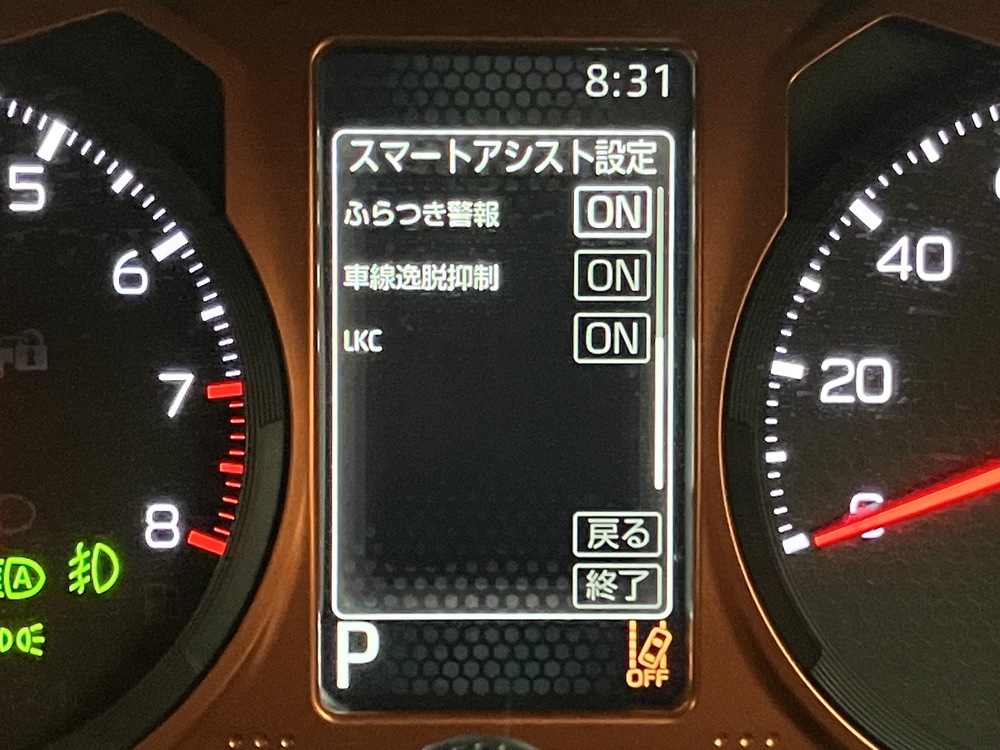 8:31
スマートアシスト設定
ふらつき警報 ON
車線逸脱抑制 ON
LKC ON
戻る
終了
P
OFF
5
6
7
8
A
40
20
0